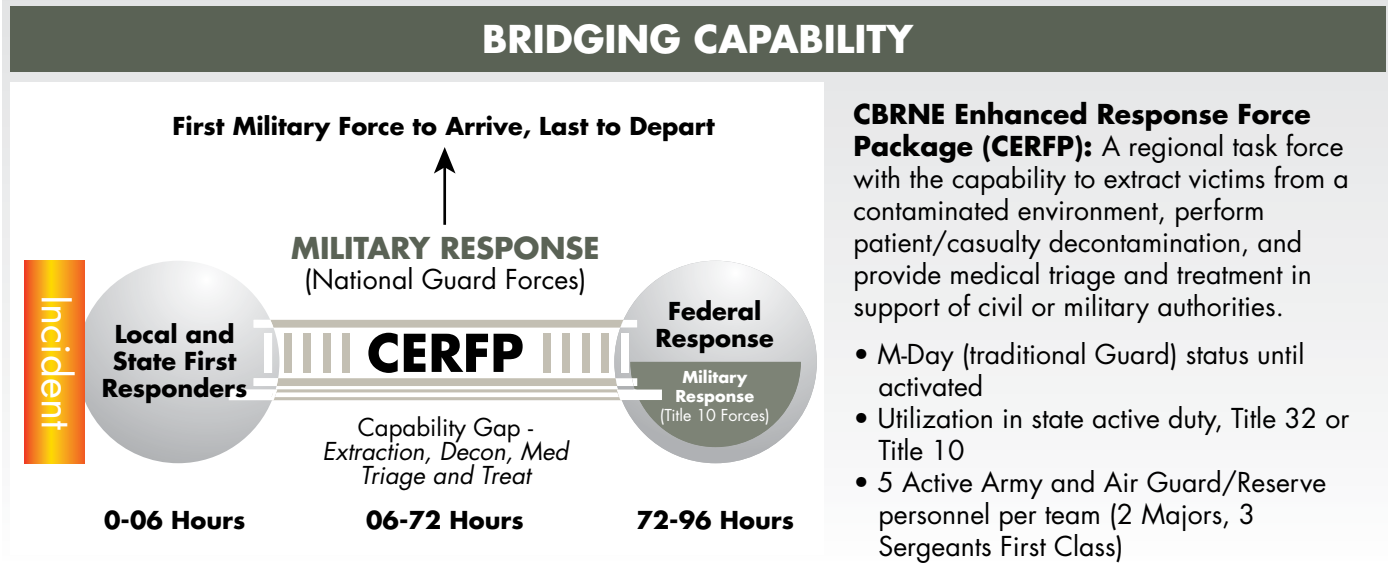 BRIDGING CAPABILITY
First Military Force to Arrive, Last to Depart
MILITARY RESPONSE
(National Guard Forces)
Incident
Local and
State First
Responders
CERFP
Federal
Response
Military
Response
(Title 10 Forces)
Capability Gap -
Extraction, Decon, Med
Triage and Treat
0-06 Hours
06-72 Hours
72-96 Hours
CBRNE Enhanced Response Force
Package (CERFP): A regional task force
with the capability to extract victims from a
contaminated environment, perform
patient/casualty decontamination, and
provide medical triage and treatment in
support of civil or military authorities.
• M-Day (traditional Guard) status until
activated
• Utilization in state active duty, Title 32 or
Title 10
• 5 Active Army and Air Guard/Reserve
personnel per team (2 Majors, 3
Sergeants First Class)